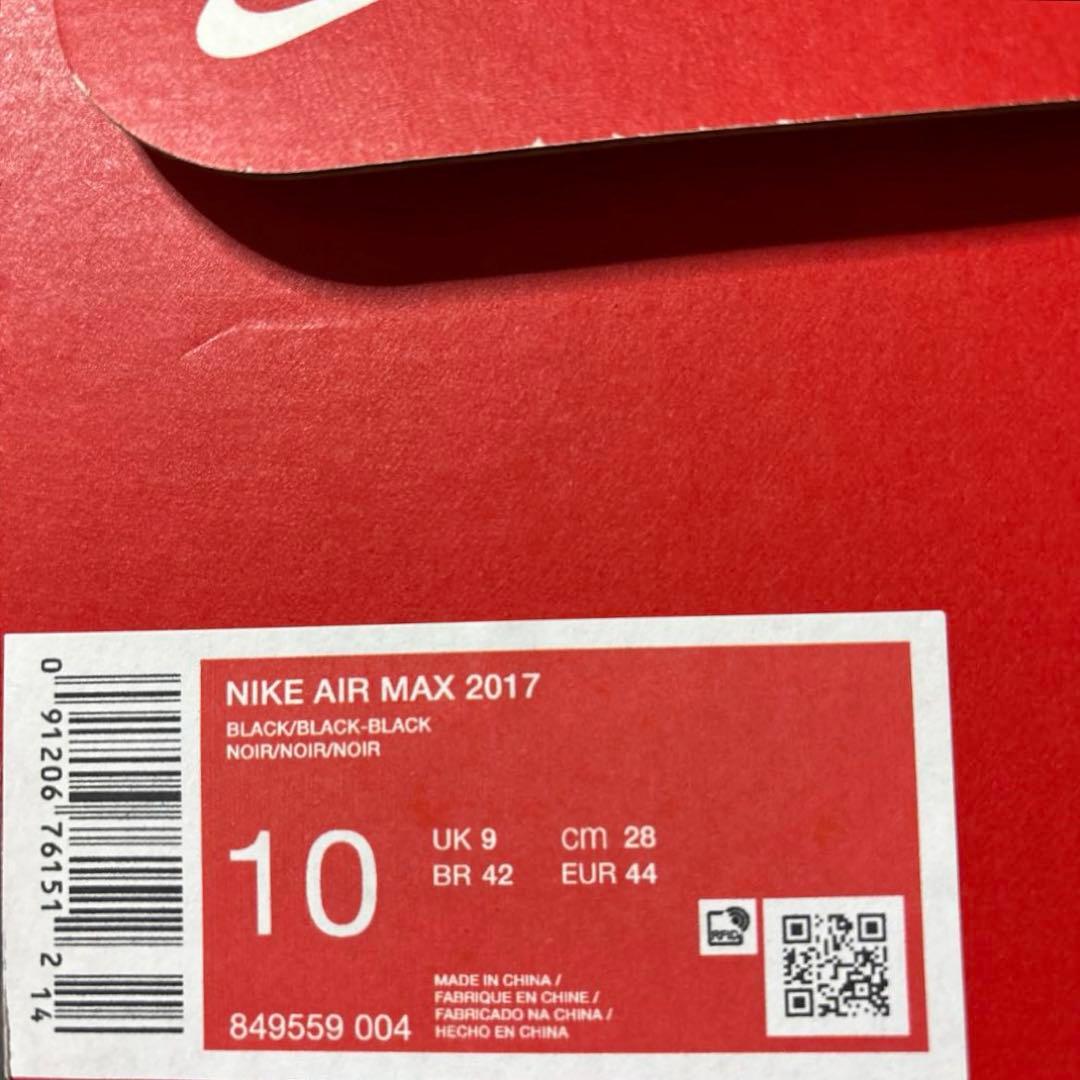 NIKE AIR MAX 2017
BLACK/BLACK-BLACK
NOIR/NOIR/NOIR
10
UK 9
cm 28
BR 42
EUR 44
RFID
MADE IN CHINA /
FABRIQUE EN CHINE /
FABRICADO NA CHINA /
HECHO EN CHINA
849559 004
0 91206 76151 2 14